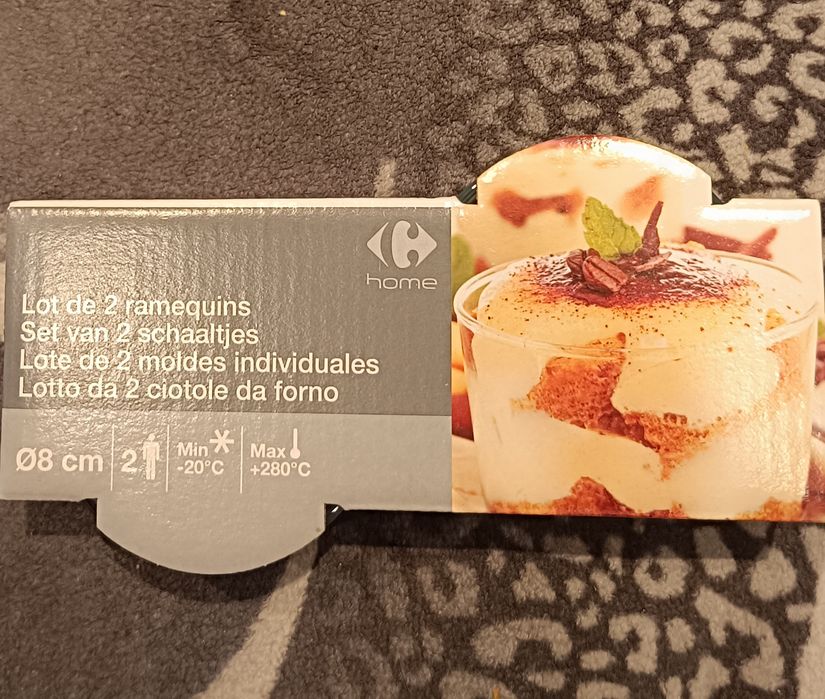 home
Lot de 2 ramequins
Set van 2 schaaltjes
Lote de 2 moldes individuales
Lotto da 2 ciotole da forno
Ø8 cm
2
Min
-20°C
Max
+280°C